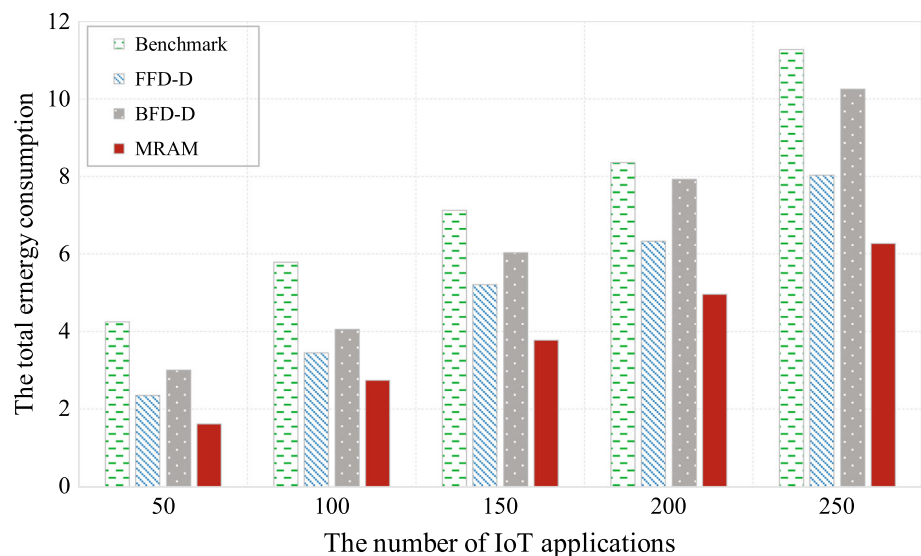 12
10
8
6
4
2
0
The total enrergy consumption
Benchmark
FFD-D
BFD-D
MRAM
50 100 150 200 250
The number of IoT applications